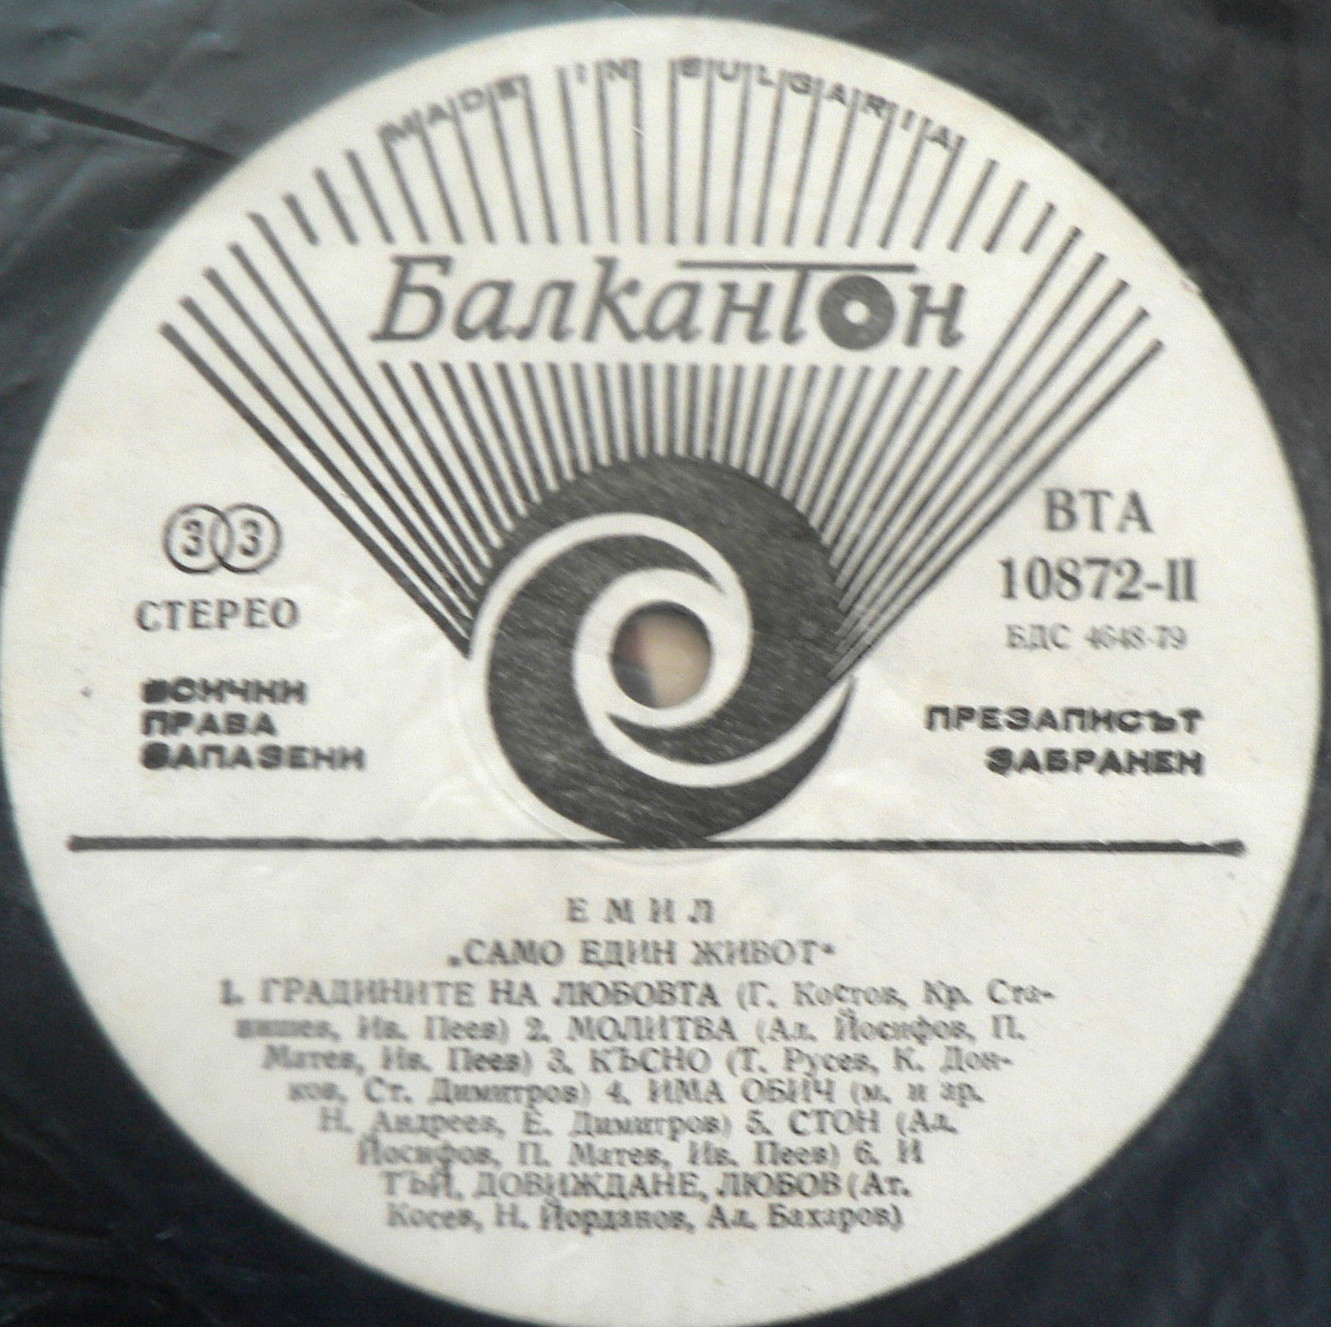 MADE IN BULGARIA
Балкантон
33
СТЕРЕО
ВСИЧКИ
ПРАВА
ЗАПАЗЕНИ
ВТА
10872-II
БДС 4648-79
ПРЕЗАПИСЪТ
ЗАБРАНЕН
ЕМИЛ
„САМО ЕДИН ЖИВОТ“
1. ГРАДИНИТЕ НА ЛЮБОВТА (Г. Костов, Кр. Ста-
нишев, Ив. Пеев) 2. МОЛИТВА (Ал. Йосифов, П.
Матев, Ив. Пеев) 3. КЪСНО (Т. Русев, К. Дон-
ков, Ст. Димитров) 4. ИМА ОБИЧ (м. и ар.
Н. Андреев, Е. Димитров) 5. СТОН (Ал.
Йосифов, П. Матев, Ив. Пеев) 6. И
ТЪЙ, ДОВИЖДАНЕ, ЛЮБОВ (Ат.
Косев, Н. Йорданов, Ал. Бахаров)